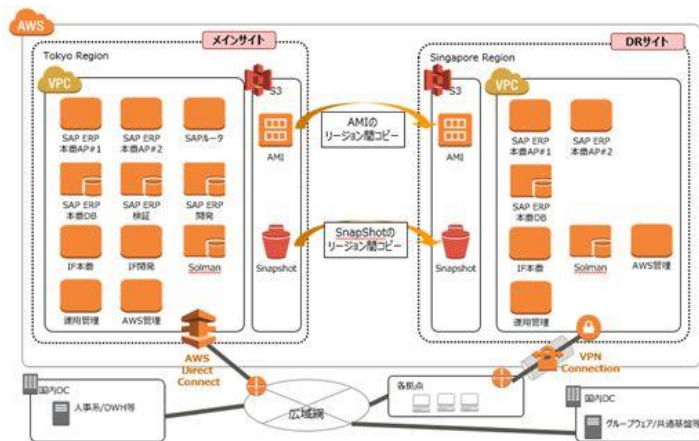 AWS
メインサイト
DRサイト
Tokyo Region
Singapore Region
VPC
S3
S3
VPC
SAP ERP
本番AP#1
SAP ERP
本番AP#2
SAPルータ
AMI
AMIの
リージョン間コピー
AMI
SAP ERP
本番AP#1
SAP ERP
本番AP#2
SAP ERP
本番DB
SAP ERP
検証
SAP ERP
開発
SAP ERP
本番DB
IF本番
IF開発
Solman
Snapshot
SnapShotの
リージョン間コピー
Snapshot
IF本番
Solman
AWS管理
運用管理
AWS管理
運用管理
AWS
Direct
Connect
VPN
Connection
国内DC
人事系/DWH等
広域網
各拠点
国内DC
グループウェア/共通基盤等